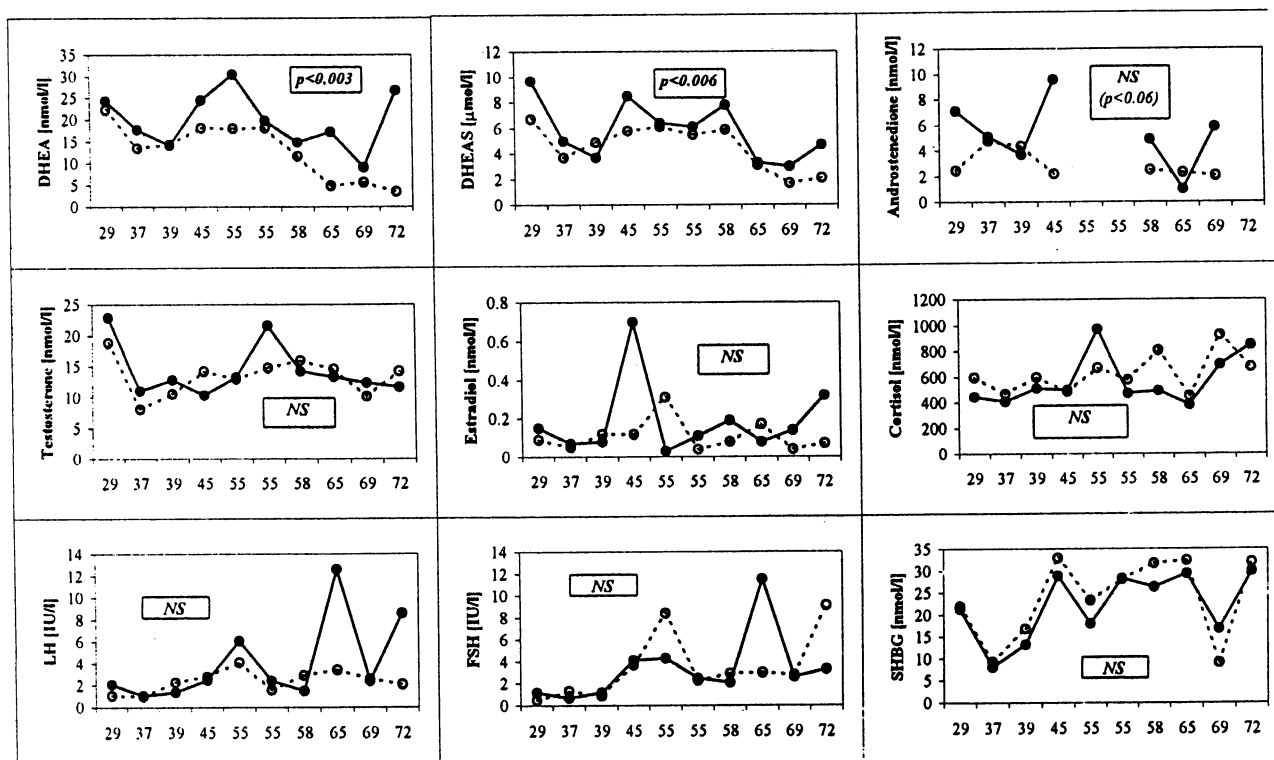 DHEA [nmol/l]
35
30
25
20
15
10
5
0
p<0.003
29 37 39 45 55 55 58 65 69 72
DHEAS [µmol/l]
12
10
8
6
4
2
0
p<0.006
29 37 39 45 55 55 58 65 69 72
Androstenedione [nmol/l]
12
10
8
6
4
2
0
NS
(p<0.06)
29 37 39 45 55 55 58 65 69 72
Testosterone [nmol/l]
25
20
15
10
5
0
NS
29 37 39 45 55 55 58 65 69 72
Estradiol [nmol/l]
0.8
0.6
0.4
0.2
0
NS
29 37 39 45 55 55 58 65 69 72
Cortisol [nmol/l]
1200
1000
800
600
400
200
0
NS
29 37 39 45 55 55 58 65 69 72
LH [IU/l]
14
12
10
8
6
4
2
0
NS
29 37 39 45 55 55 58 65 69 72
FSH [IU/l]
14
12
10
8
6
4
2
0
NS
29 37 39 45 55 55 58 65 69 72
SHBG [nmol/l]
35
30
25
20
15
10
5
0
NS
29 37 39 45 55 55 58 65 69 72